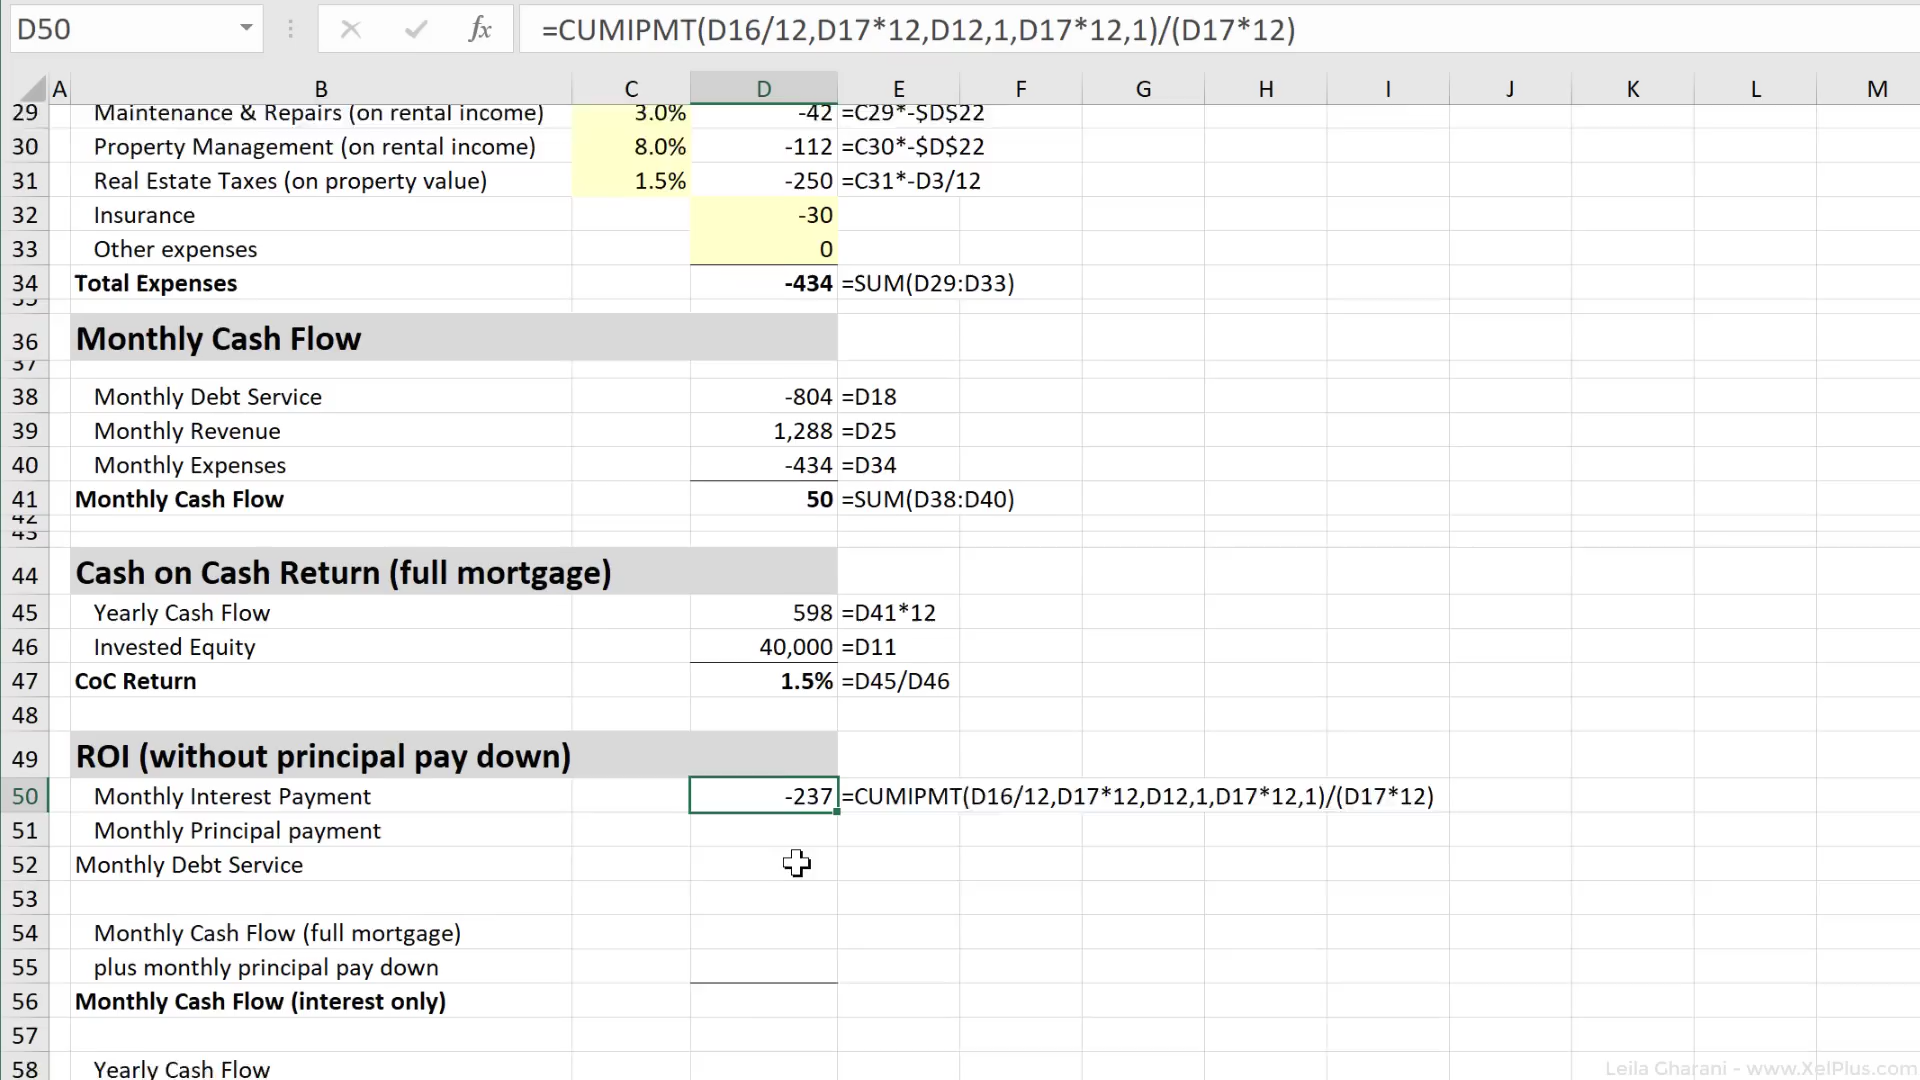 D50 fx =CUMIPMT(D16/12,D17*12,D12,1,D17*12,1)/(D17*12)
A B C D E F G H I J K L M
29 Maintenance & Repairs (on rental income) 3.0% -42 =C29*-$D$22
30 Property Management (on rental income) 8.0% -112 =C30*-$D$22
31 Real Estate Taxes (on property value) 1.5% -250 =C31*-D3/12
32 Insurance -30
33 Other expenses 0
34 Total Expenses -434 =SUM(D29:D33)
35
36 Monthly Cash Flow
37
38 Monthly Debt Service -804 =D18
39 Monthly Revenue 1,288 =D25
40 Monthly Expenses -434 =D34
41 Monthly Cash Flow 50 =SUM(D38:D40)
42
43
44 Cash on Cash Return (full mortgage)
45 Yearly Cash Flow 598 =D41*12
46 Invested Equity 40,000 =D11
47 CoC Return 1.5% =D45/D46
48
49 ROI (without principal pay down)
50 Monthly Interest Payment -237 =CUMIPMT(D16/12,D17*12,D12,1,D17*12,1)/(D17*12)
51 Monthly Principal payment
52 Monthly Debt Service
53
54 Monthly Cash Flow (full mortgage)
55 plus monthly principal pay down
56 Monthly Cash Flow (interest only)
57
58 Yearly Cash Flow
Leila Gharani - www.XelPlus.com